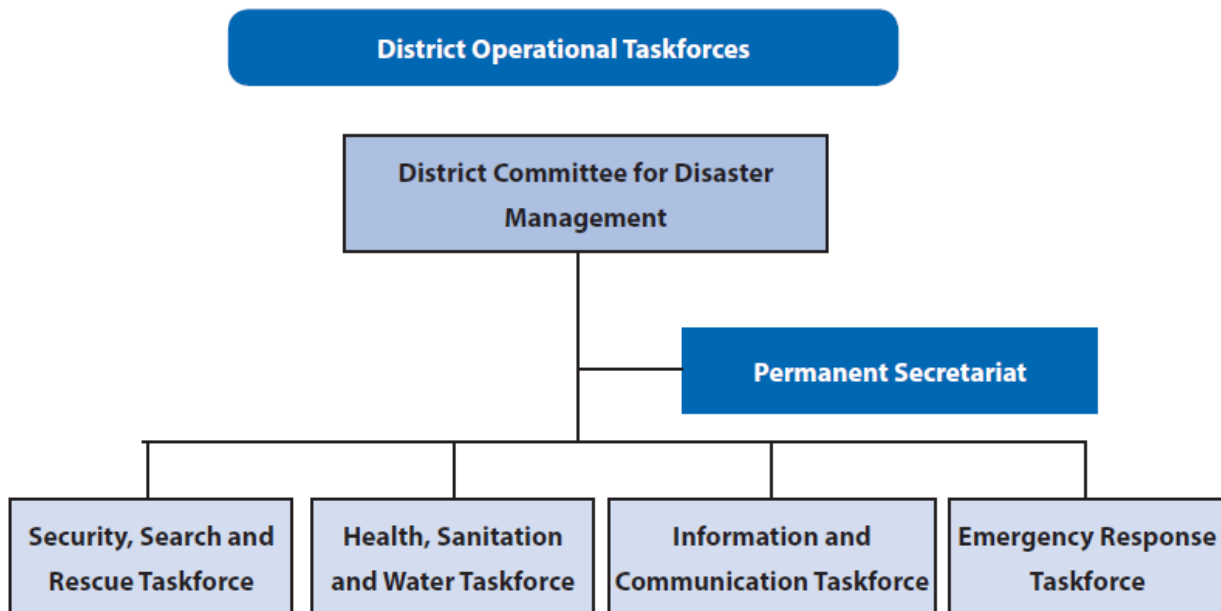 District Operational Taskforces
District Committee for Disaster
Management
Permanent Secretariat
Security, Search and
Rescue Taskforce
Health, Sanitation
and Water Taskforce
Information and
Communication Taskforce
Emergency Response
Taskforce